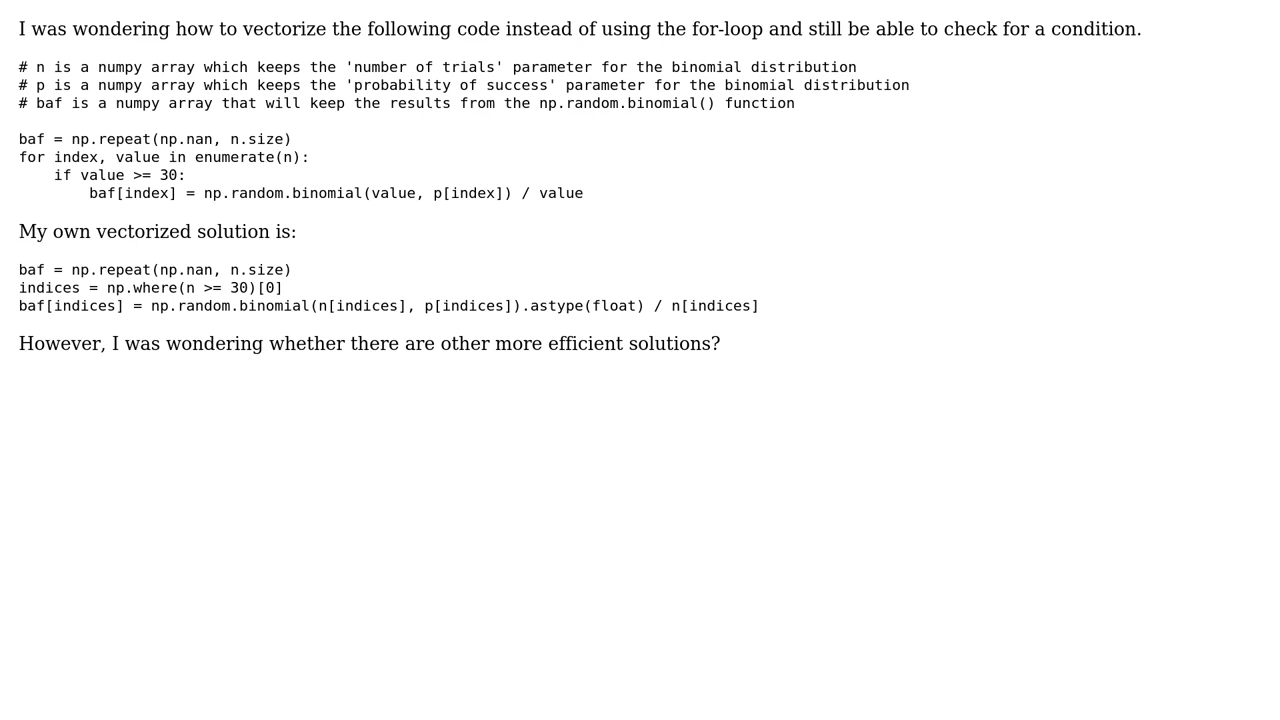 I was wondering how to vectorize the following code instead of using the for-loop and still be able to check for a condition.
# n is a numpy array which keeps the 'number of trials' parameter for the binomial distribution
# p is a numpy array which keeps the 'probability of success' parameter for the binomial distribution
# baf is a numpy array that will keep the results from the np.random.binomial() function

baf = np.repeat(np.nan, n.size)
for index, value in enumerate(n):
    if value >= 30:
        baf[index] = np.random.binomial(value, p[index]) / value
My own vectorized solution is:
baf = np.repeat(np.nan, n.size)
indices = np.where(n >= 30)[0]
baf[indices] = np.random.binomial(n[indices], p[indices]).astype(float) / n[indices]
However, I was wondering whether there are other more efficient solutions?